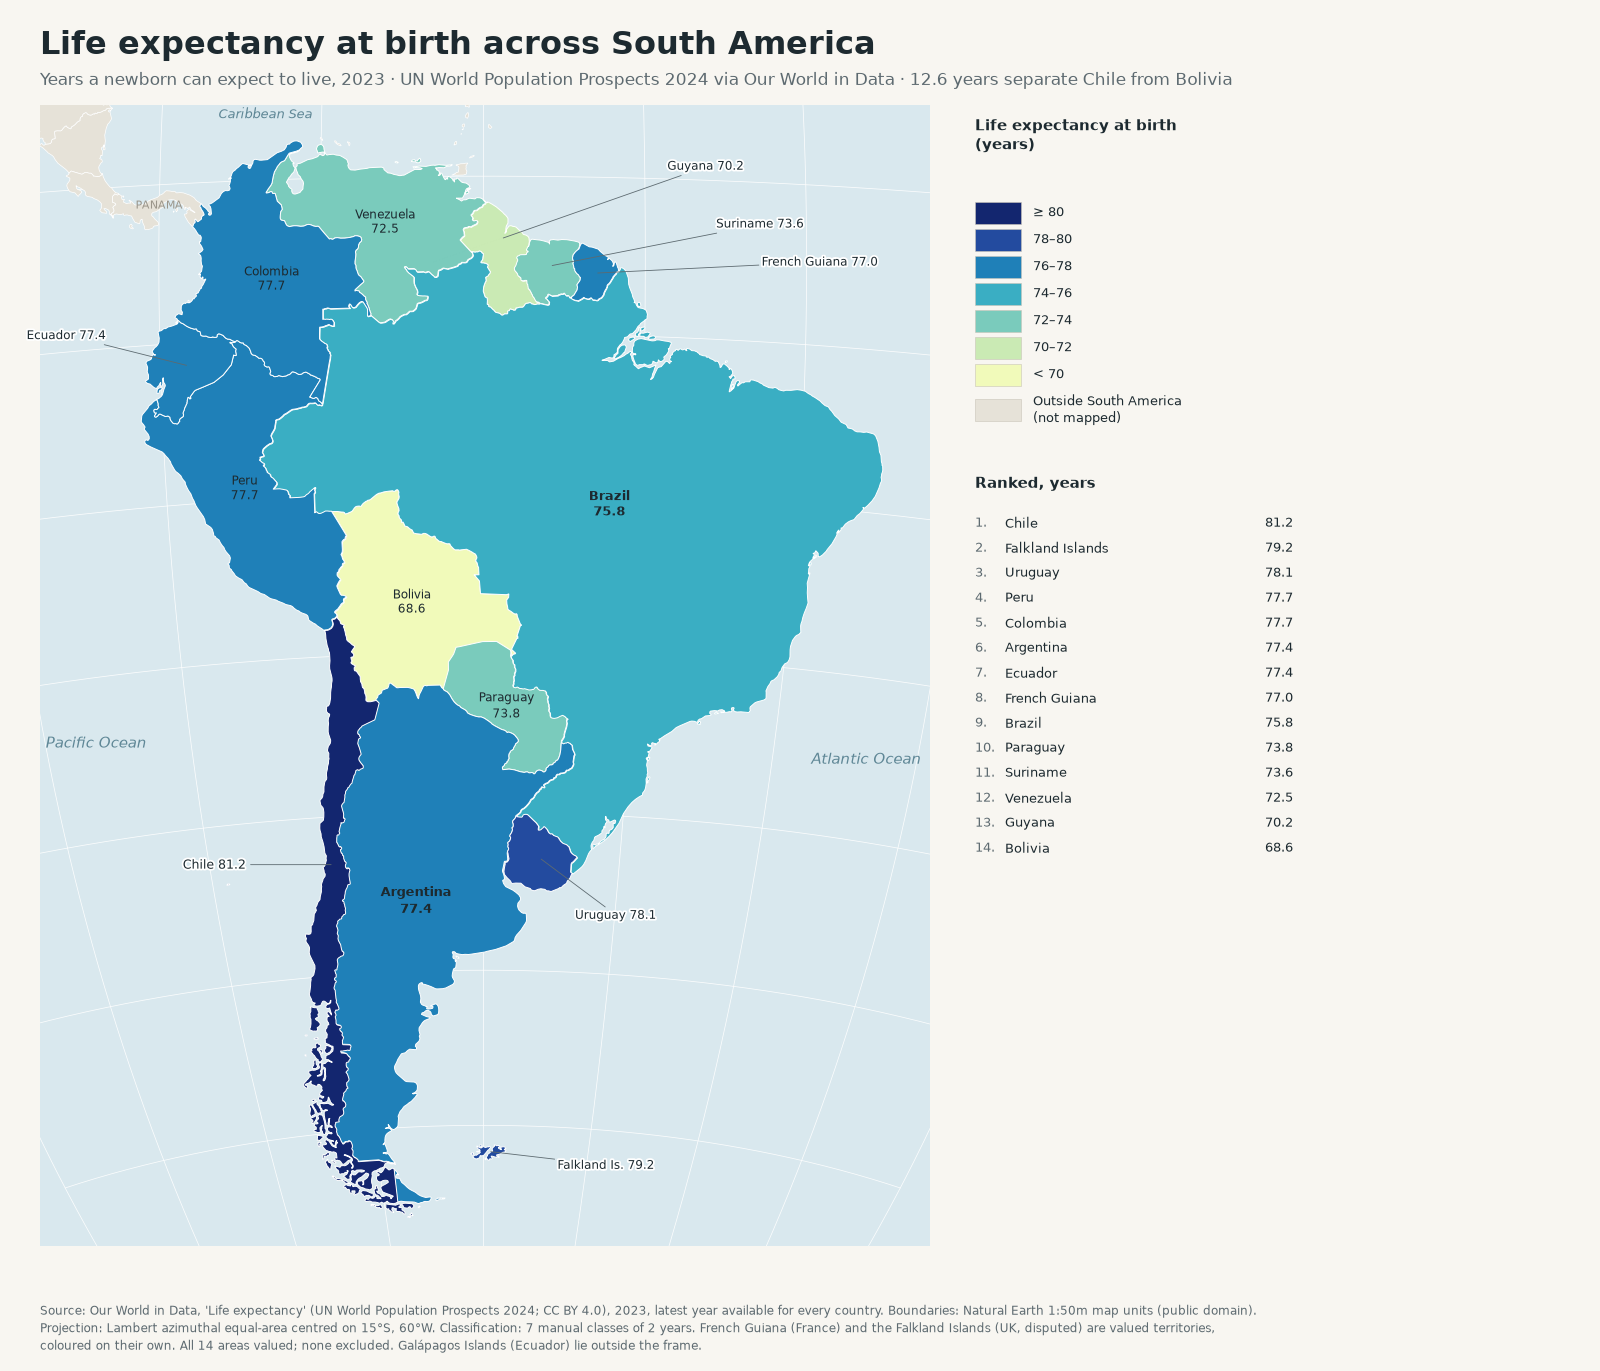 Life expectancy at birth across South America
Years a newborn can expect to live, 2023 · UN World Population Prospects 2024 via Our World in Data · 12.6 years separate Chile from Bolivia
Caribbean Sea
PANAMA
Guyana 70.2
Venezuela
72.5
Suriname 73.6
French Guiana 77.0
Colombia
77.7
Ecuador 77.4
Peru
77.7
Brazil
75.8
Bolivia
68.6
Paraguay
73.8
Pacific Ocean
Atlantic Ocean
Chile 81.2
Argentina
77.4
Uruguay 78.1
Falkland Is. 79.2
Life expectancy at birth
(years)
≥ 80
78–80
76–78
74–76
72–74
70–72
< 70
Outside South America
(not mapped)
Ranked, years
1. Chile 81.2
2. Falkland Islands 79.2
3. Uruguay 78.1
4. Peru 77.7
5. Colombia 77.7
6. Argentina 77.4
7. Ecuador 77.4
8. French Guiana 77.0
9. Brazil 75.8
10. Paraguay 73.8
11. Suriname 73.6
12. Venezuela 72.5
13. Guyana 70.2
14. Bolivia 68.6
Source: Our World in Data, 'Life expectancy' (UN World Population Prospects 2024; CC BY 4.0), 2023, latest year available for every country. Boundaries: Natural Earth 1:50m map units (public domain).
Projection: Lambert azimuthal equal-area centred on 15°S, 60°W. Classification: 7 manual classes of 2 years. French Guiana (France) and the Falkland Islands (UK, disputed) are valued territories,
coloured on their own. All 14 areas valued; none excluded. Galápagos Islands (Ecuador) lie outside the frame.